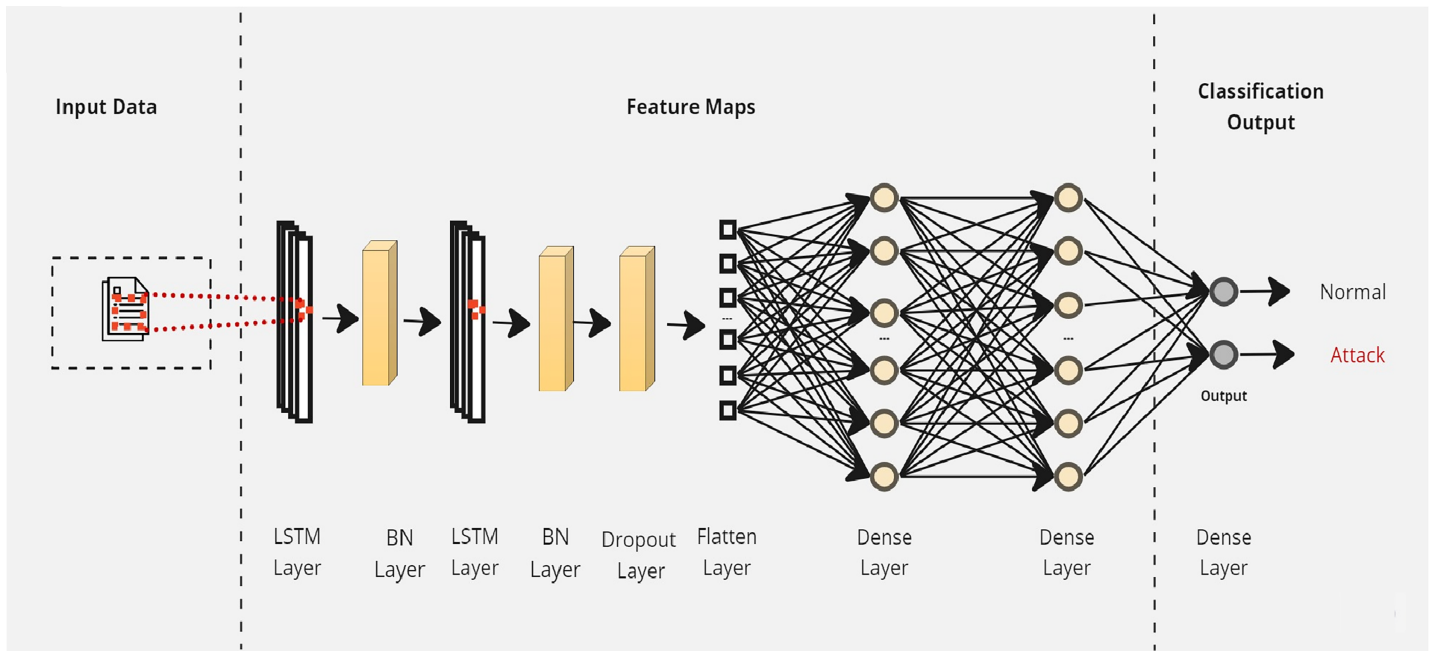 Input Data
Feature Maps
Classification
Output
Normal
Attack
Output
LSTM
Layer
BN
Layer
LSTM
Layer
BN
Layer
Dropout
Layer
Flatten
Layer
Dense
Layer
Dense
Layer
Dense
Layer